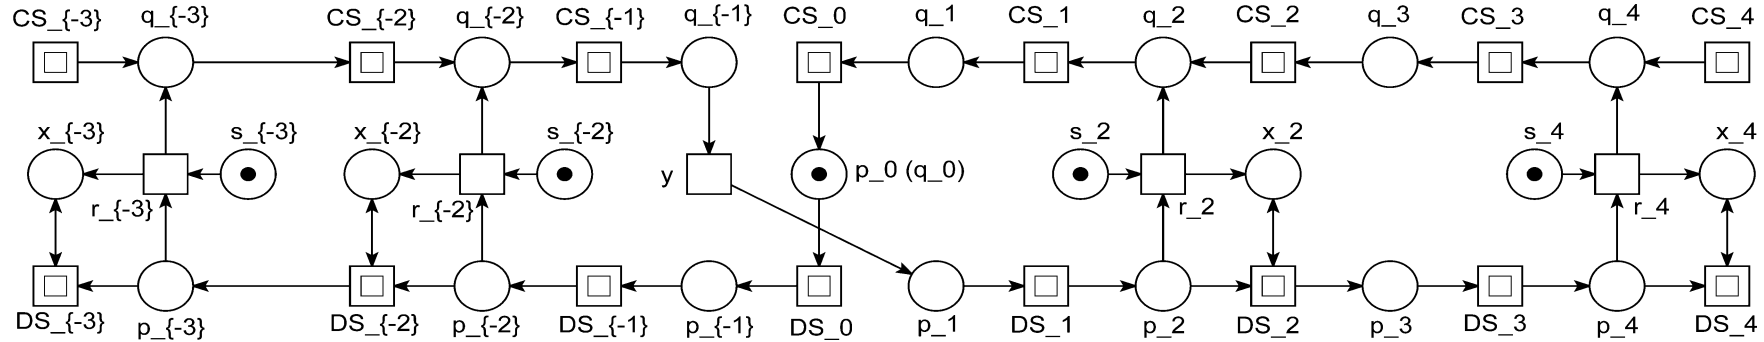 CS_{-3} q_{-3} CS_{-2} q_{-2} CS_{-1} q_{-1} CS_0 q_1 CS_1 q_2 CS_2 q_3 CS_3 q_4 CS_4
x_{-3} s_{-3} x_{-2} s_{-2} s_2 x_2 s_4 x_4
y p_0 (q_0)
r_{-3} r_{-2} r_2 r_4
DS_{-3} p_{-3} DS_{-2} p_{-2} DS_{-1} p_{-1} DS_0 p_1 DS_1 p_2 DS_2 p_3 DS_3 p_4 DS_4